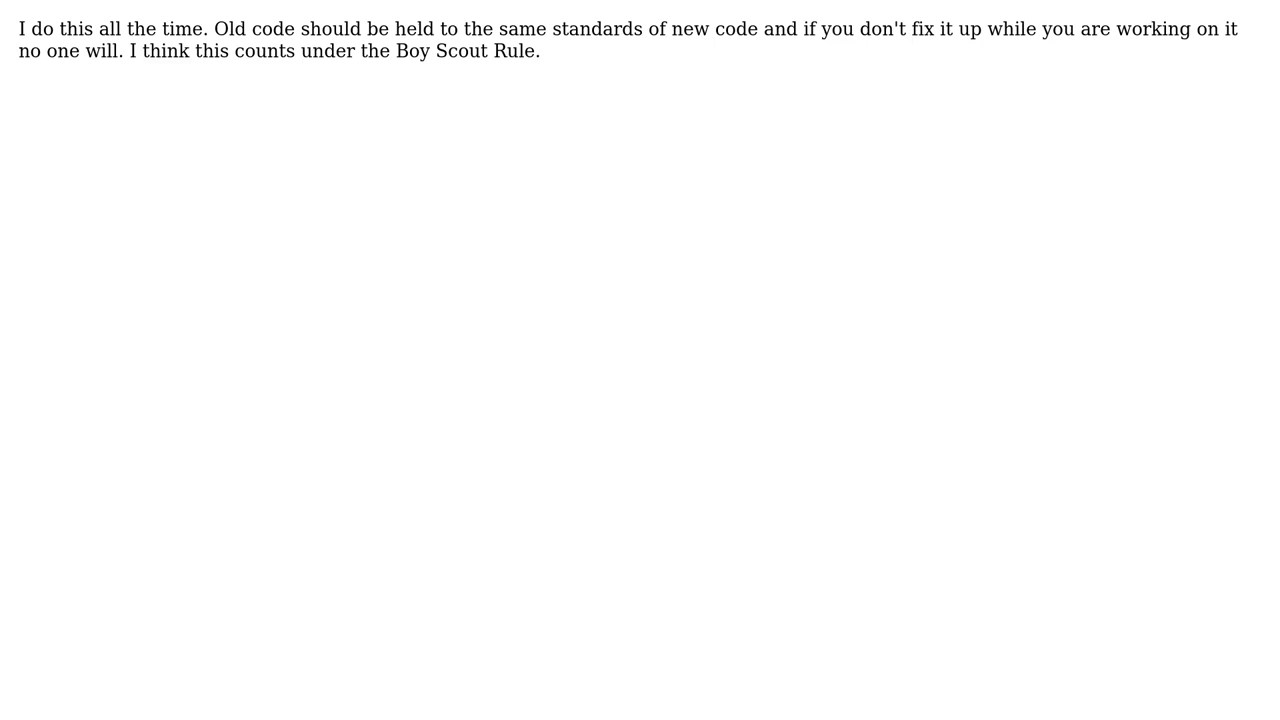 I do this all the time. Old code should be held to the same standards of new code and if you don't fix it up while you are working on it
no one will. I think this counts under the Boy Scout Rule.